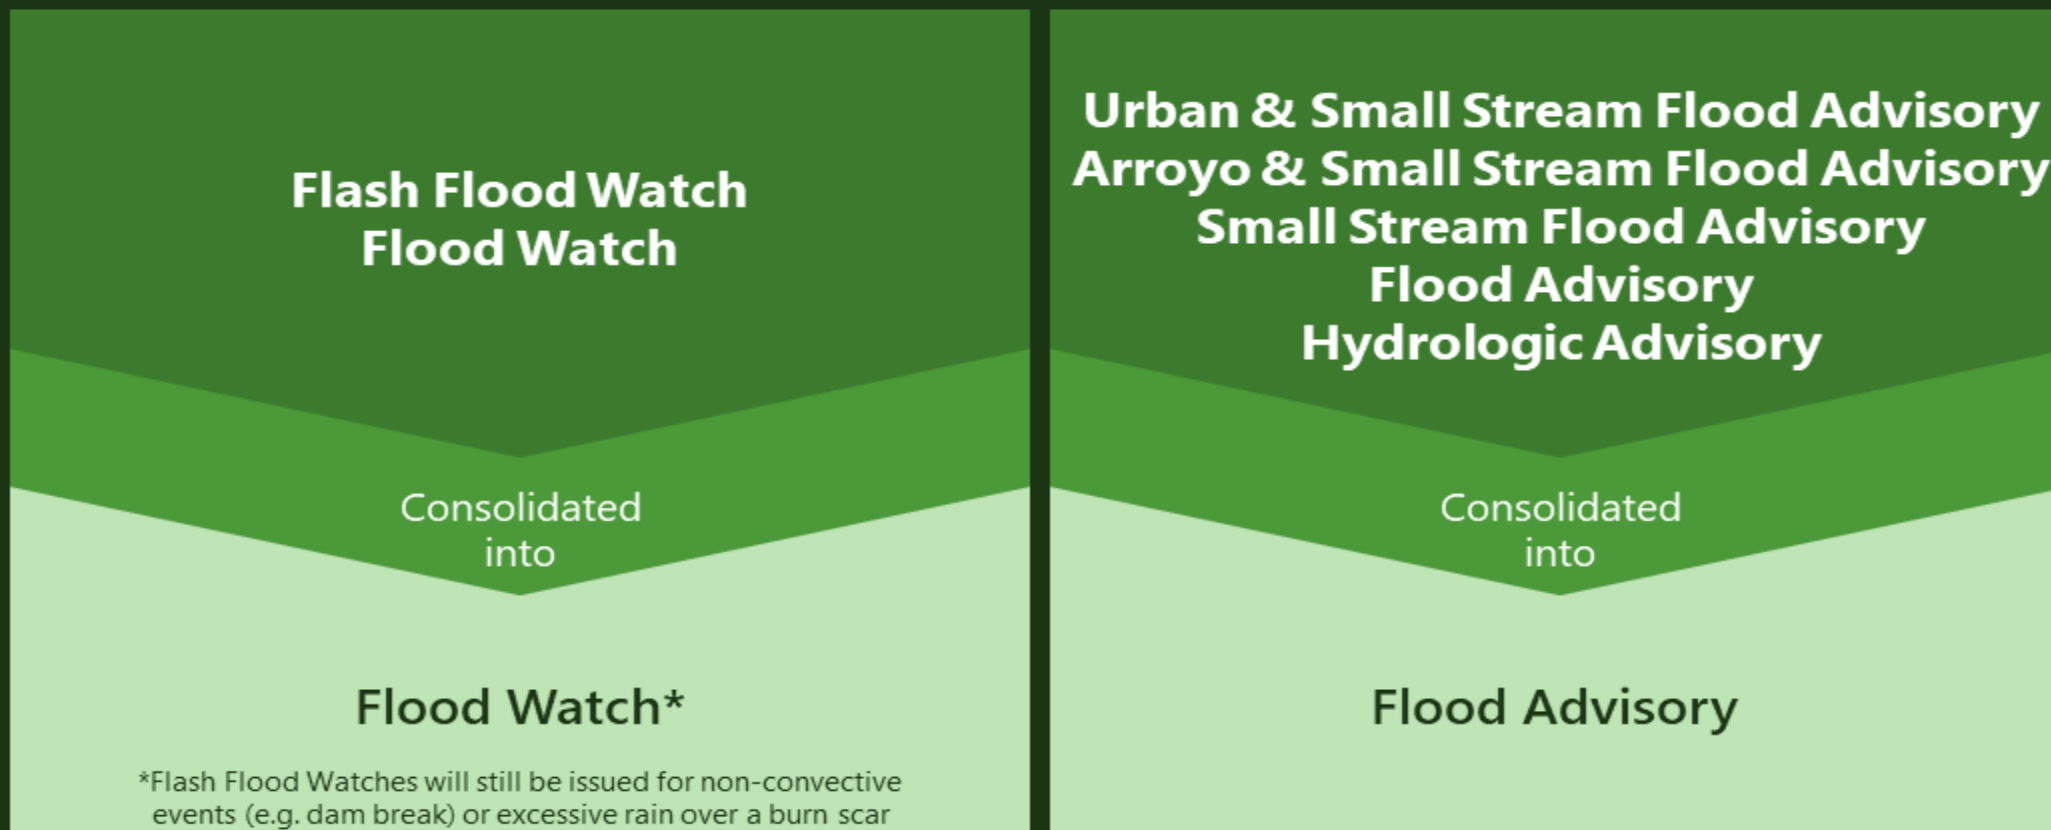 Flash Flood Watch
Flood Watch
Consolidated
into
Flood Watch*
*Flash Flood Watches will still be issued for non-convective
events (e.g. dam break) or excessive rain over a burn scar
Urban & Small Stream Flood Advisory
Arroyo & Small Stream Flood Advisory
Small Stream Flood Advisory
Flood Advisory
Hydrologic Advisory
Consolidated
into
Flood Advisory